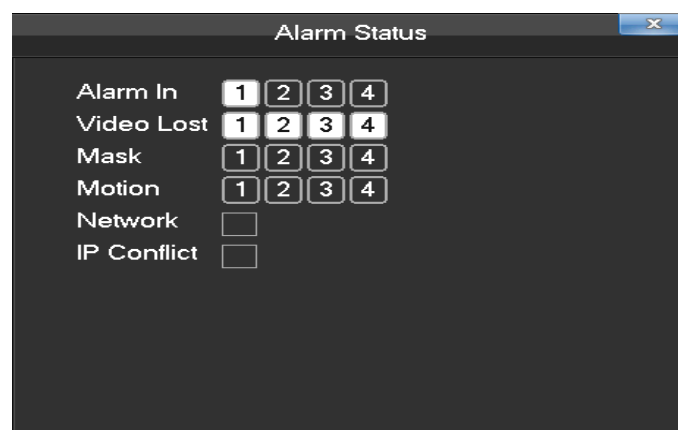 Alarm Status
Alarm In 1 2 3 4
Video Lost 1 2 3 4
Mask 1 2 3 4
Motion 1 2 3 4
Network
IP Conflict